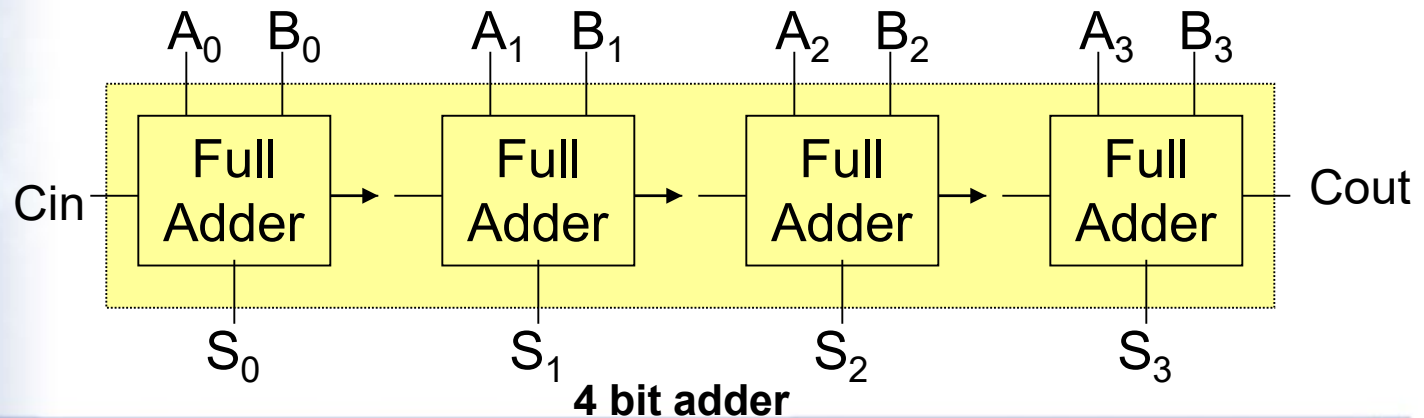 A₀ B₀ A₁ B₁ A₂ B₂ A₃ B₃
Full Full Full Full
Cin Adder Adder Adder Adder Cout
S₀ S₁ S₂ S₃
4 bit adder